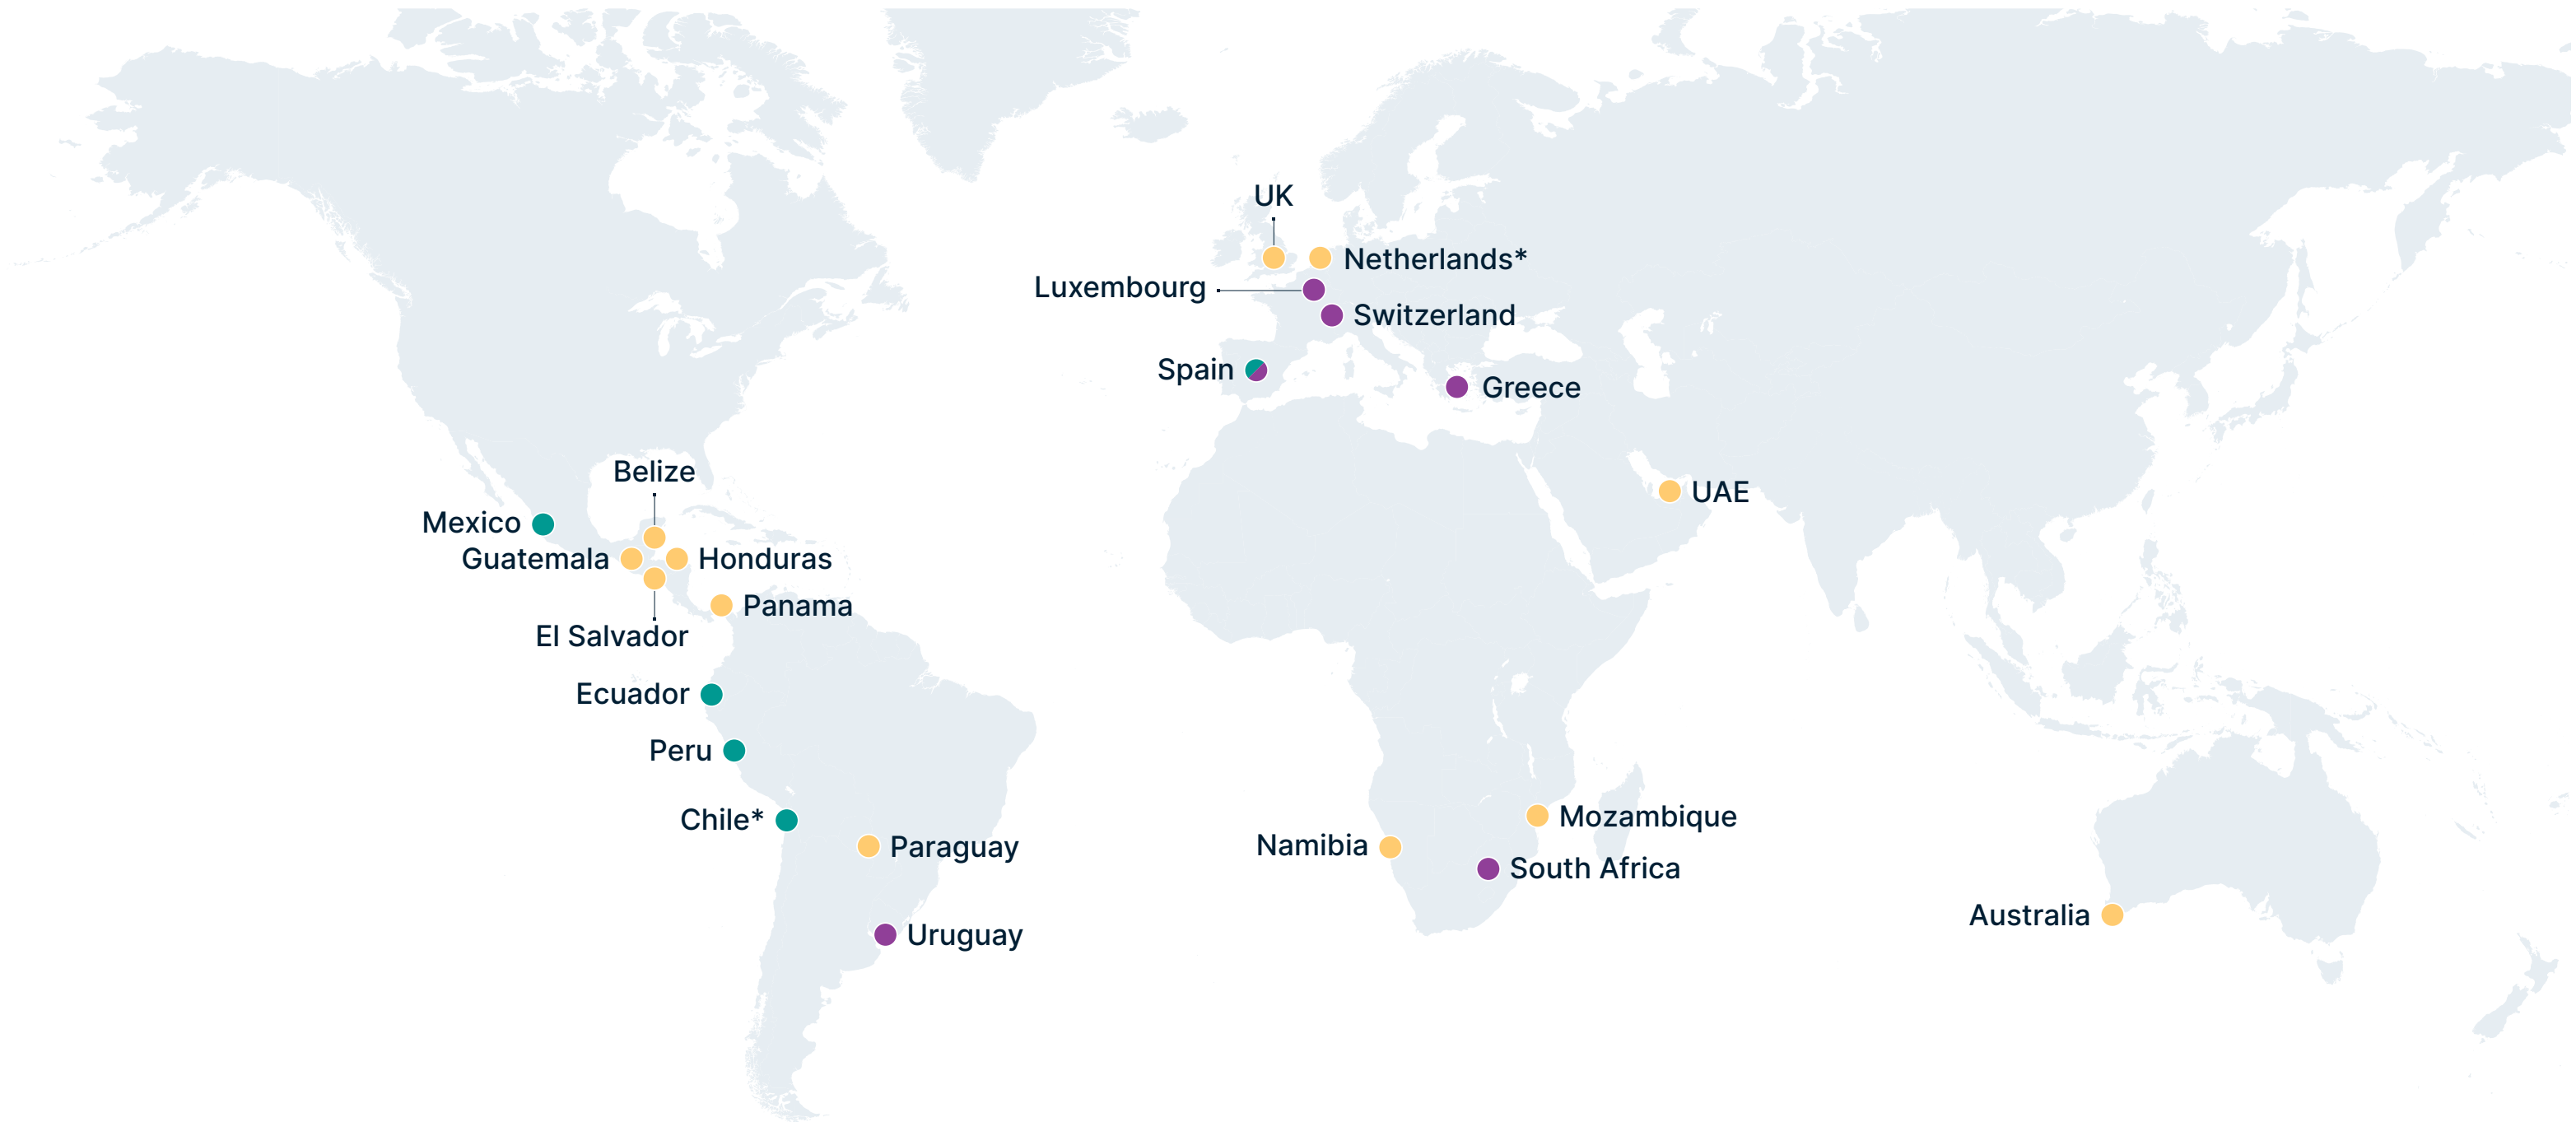 UK
Netherlands*
Luxembourg
Switzerland
Spain
Greece
Belize
UAE
Mexico
Guatemala
Honduras
Panama
El Salvador
Ecuador
Peru
Chile*
Mozambique
Paraguay
Namibia
South Africa
Australia
Uruguay